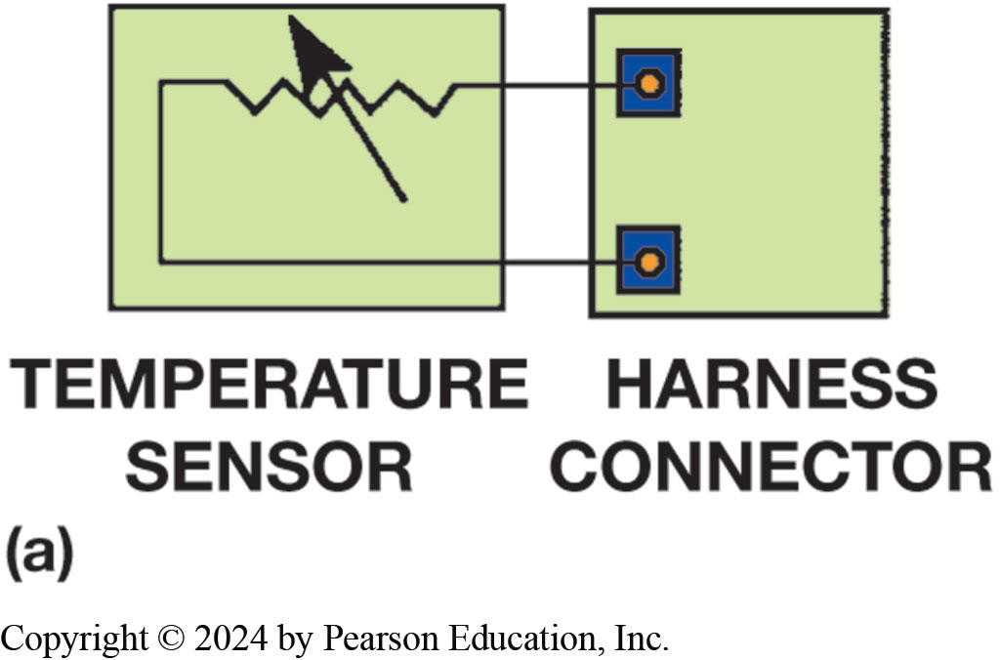 TEMPERATURE SENSOR
HARNESS CONNECTOR
(a)
Copyright © 2024 by Pearson Education, Inc.